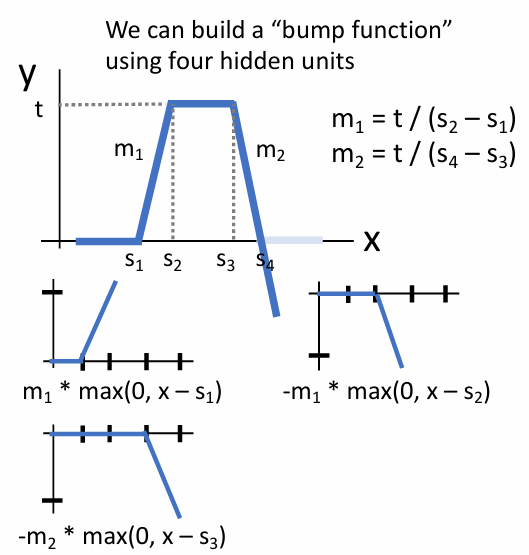 We can build a “bump function”
using four hidden units
y
t
m₁
m₂
m₁ = t / (s₂ – s₁)
m₂ = t / (s₄ – s₃)
x
s₁ s₂ s₃ s₄
m₁ * max(0, x – s₁)
-m₁ * max(0, x – s₂)
-m₂ * max(0, x – s₃)